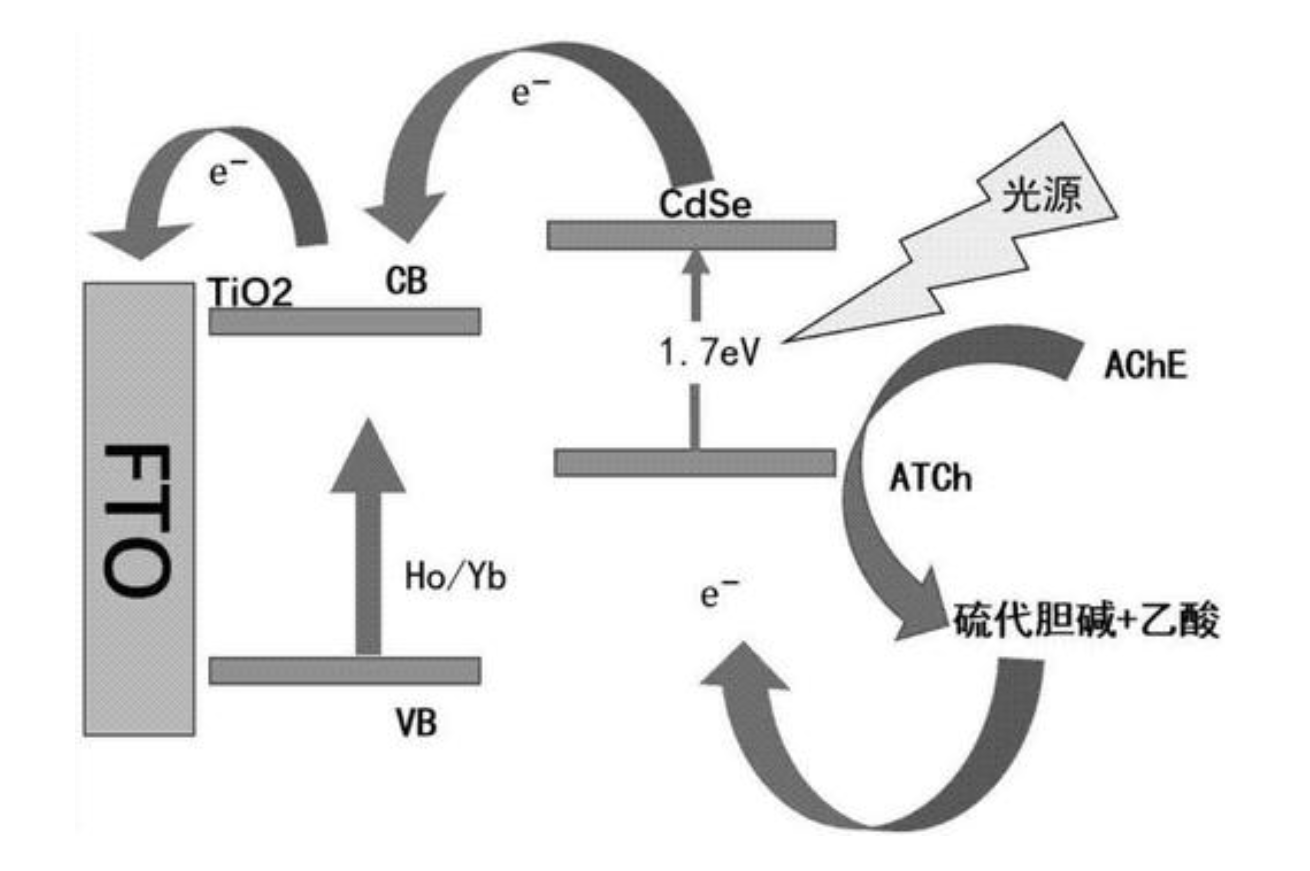 e−
e−
光源
CdSe
TiO2
CB
1.7eV
AChE
FTO
ATCh
Ho/Yb
e−
硫代胆碱+乙酸
VB